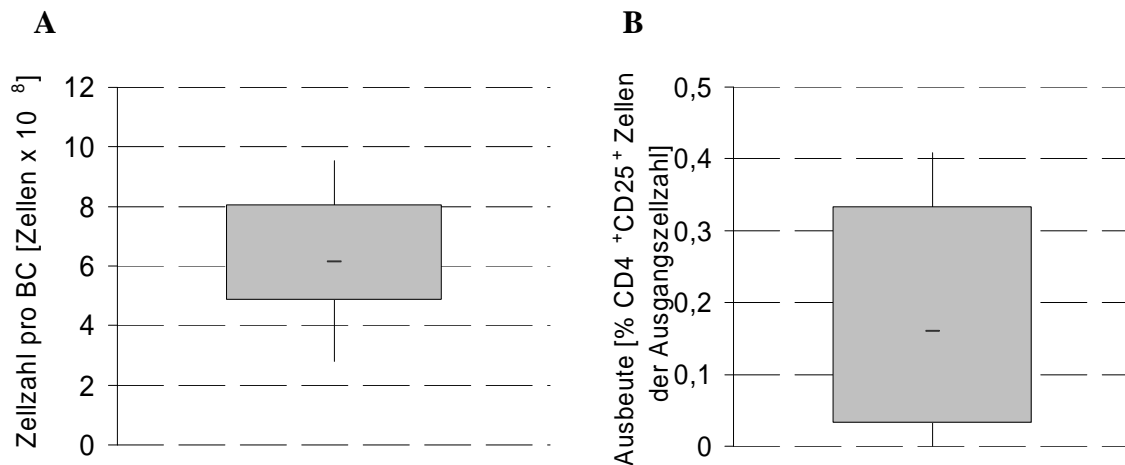 A
Zellzahl pro BC [Zellen x 10 8]
12
10
8
6
4
2
0
B
Ausbeute [% CD4 +CD25+ Zellen
der Ausgangszellzahl]
0,5
0,4
0,3
0,2
0,1
0